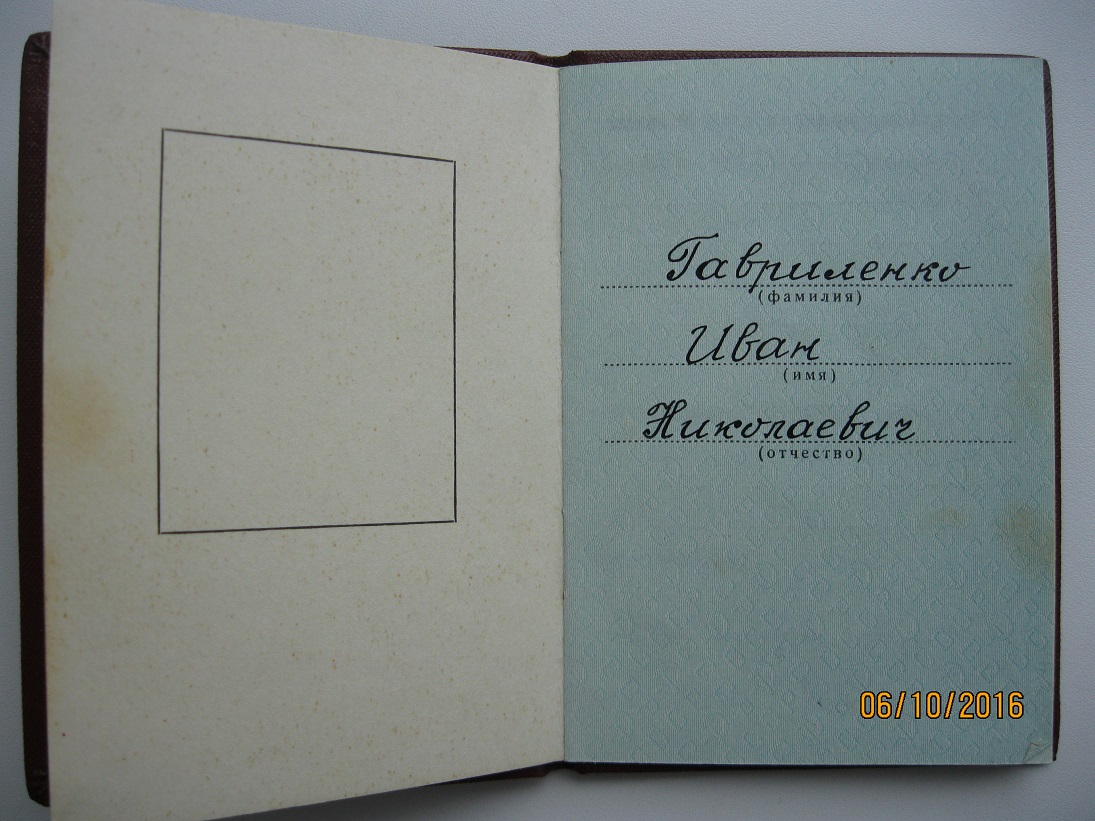 Гавриленко
(фамилия)
Иван
(имя)
Николаевич
(отчество)
06/10/2016